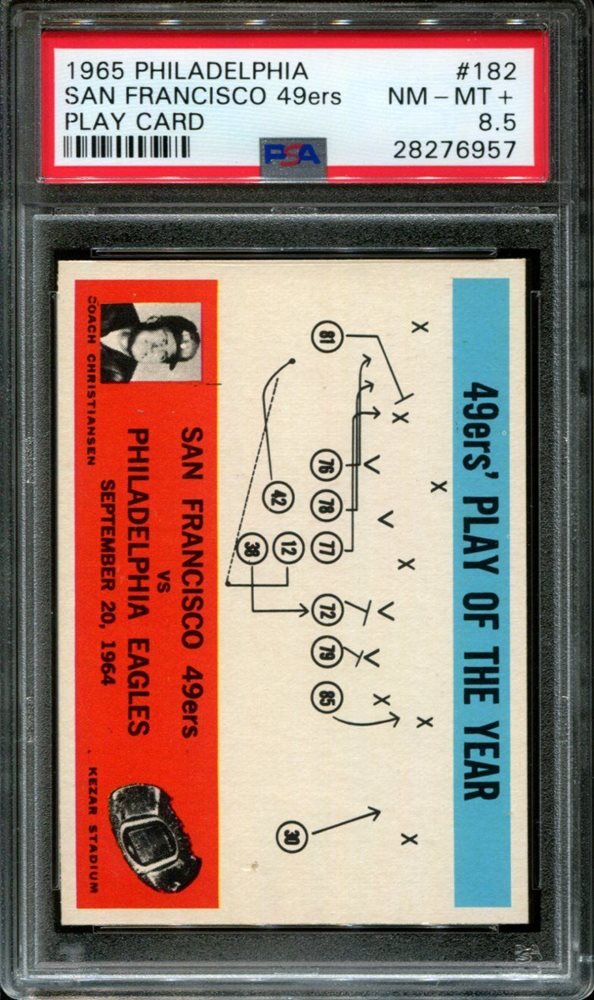 1965 PHILADELPHIA #182
SAN FRANCISCO 49ers NM - MT +
PLAY CARD 8.5
PSA
28276957
49ers' PLAY OF THE YEAR
X X X X X X X X
V V V V
81 76 78 77 72 79 85
42 38 12 30
SAN FRANCISCO 49ers
vs
PHILADELPHIA EAGLES
SEPTEMBER 20, 1964
COACH CHRISTIANSEN
KEZAR STADIUM